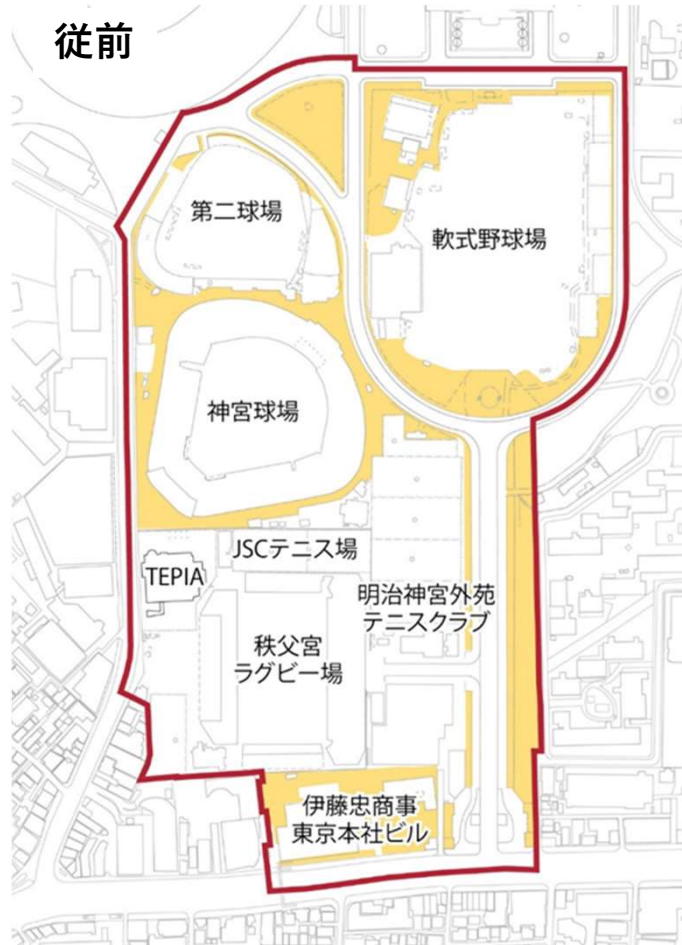 従前
第二球場
軟式野球場
神宮球場
JSCテニス場
TEPIA
明治神宮外苑
テニスクラブ
秩父宮
ラグビー場
伊藤忠商事
東京本社ビル